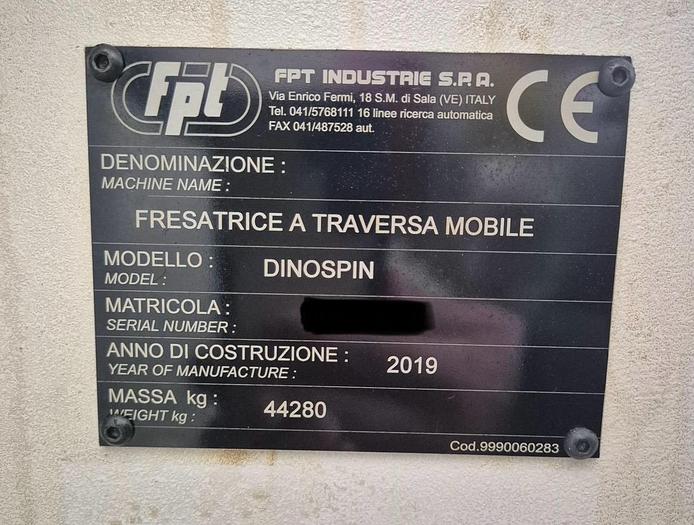 fpt
FPT INDUSTRIE S.P.A.
Via Enrico Fermi, 18 S.M. di Sala (VE) ITALY
Tel. 041/5768111 16 linee ricerca automatica
FAX 041/487528 aut.
CE
DENOMINAZIONE :
MACHINE NAME :
FRESATRICE A TRAVERSA MOBILE
MODELLO : DINOSPIN
MODEL :
MATRICOLA :
SERIAL NUMBER :
ANNO DI COSTRUZIONE : 2019
YEAR OF MANUFACTURE :
MASSA kg : 44280
WEIGHT kg :
Cod.9990060283